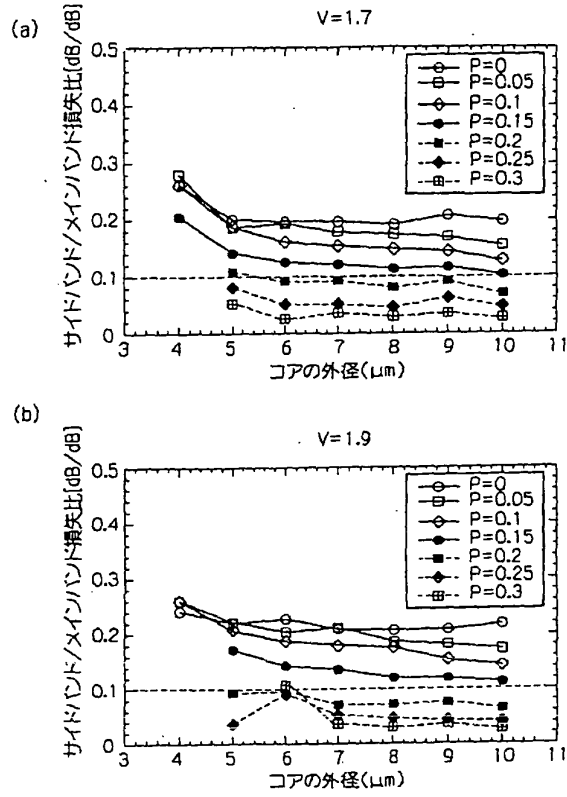 (a)
V=1.7
サイドバンド/メインバンド損失比[dB/dB]
0.5
0.4
0.3
0.2
0.1
0
P=0
P=0.05
P=0.1
P=0.15
P=0.2
P=0.25
P=0.3
3 4 5 6 7 8 9 10 11
コアの外径(μm)
(b)
V=1.9
サイドバンド/メインバンド損失比[dB/dB]
0.5
0.4
0.3
0.2
0.1
0
P=0
P=0.05
P=0.1
P=0.15
P=0.2
P=0.25
P=0.3
3 4 5 6 7 8 9 10 11
コアの外径(μm)